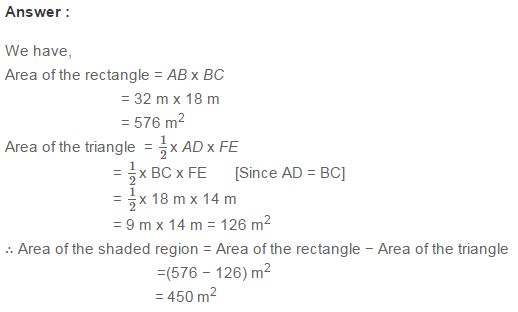 Answer :
We have,
Area of the rectangle = AB x BC
= 32 m x 18 m
= 576 m²
Area of the triangle = ½ x AD x FE
= ½ x BC x FE [Since AD = BC]
= ½ x 18 m x 14 m
= 9 m x 14 m = 126 m²
∴ Area of the shaded region = Area of the rectangle − Area of the triangle
=(576 − 126) m²
= 450 m²